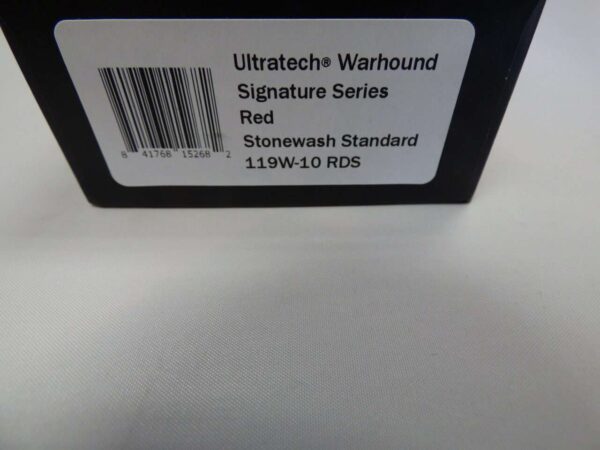 Ultratech® Warhound
Signature Series
Red
Stonewash Standard
119W-10 RDS
8 41768 15268 2